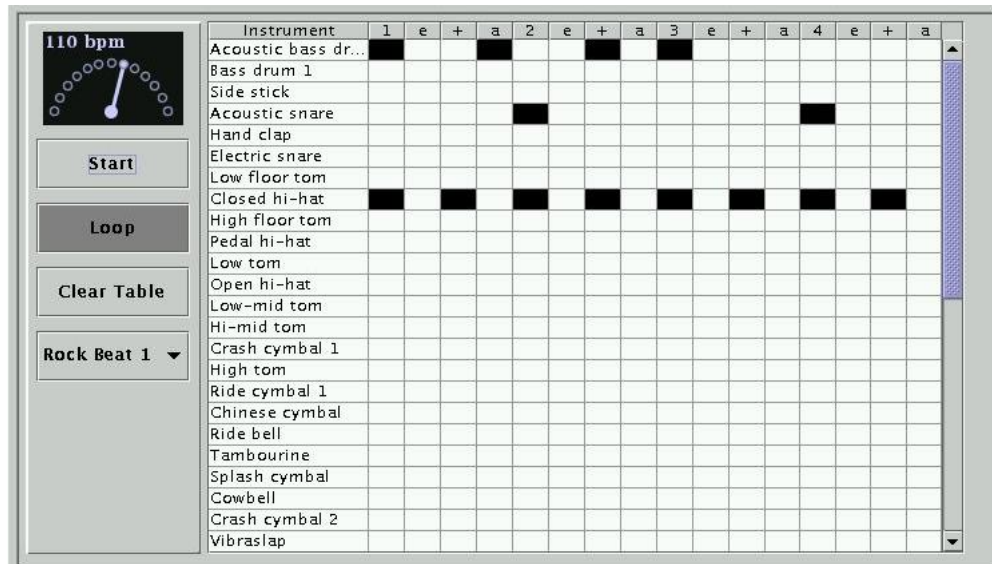 110 bpm
Start
Loop
Clear Table
Rock Beat 1
Instrument 1 e + a 2 e + a 3 e + a 4 e + a
Acoustic bass dr...
Bass drum 1
Side stick
Acoustic snare
Hand clap
Electric snare
Low floor tom
Closed hi-hat
High floor tom
Pedal hi-hat
Low tom
Open hi-hat
Low-mid tom
Hi-mid tom
Crash cymbal 1
High tom
Ride cymbal 1
Chinese cymbal
Ride bell
Tambourine
Splash cymbal
Cowbell
Crash cymbal 2
Vibraslap